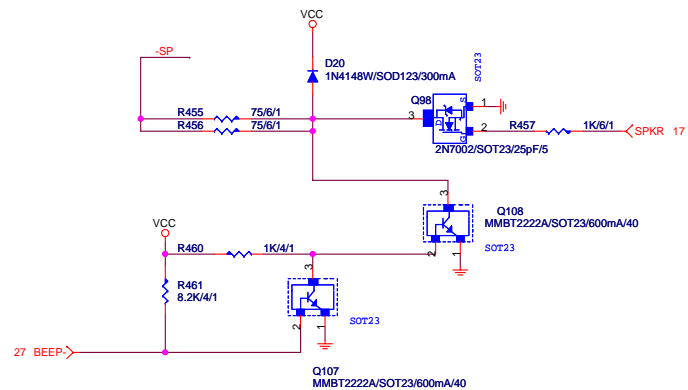 VCC
-SP
D20
1N4148W/SOD123/300mA
SOT23
Q98
R455 75/6/1
R456 75/6/1
3
D
S
G
1
2
R457 1K/6/1
SPKR 17
2N7002/SOT23/25pF/5
3
Q108
MMBT2222A/SOT23/600mA/40
SOT23
2
1
VCC
R460 1K/4/1
3
R461
8.2K/4/1
SOT23
2
1
27 BEEP-
Q107
MMBT2222A/SOT23/600mA/40